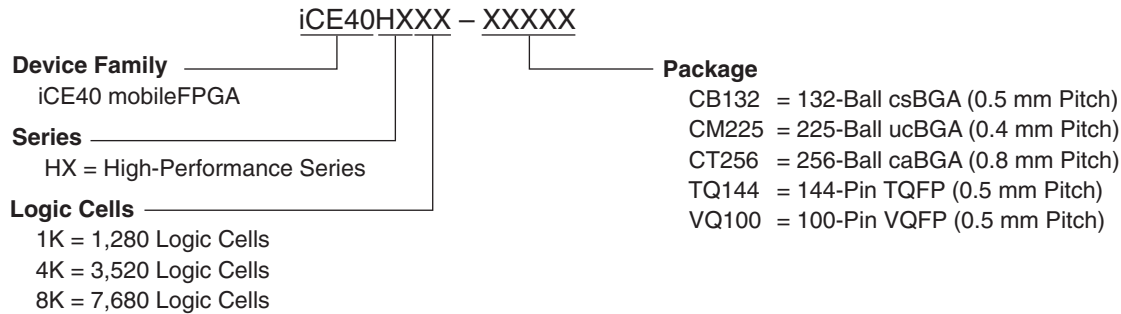 iCE40HXXX – XXXXX
Device Family
iCE40 mobileFPGA
Series
HX = High-Performance Series
Logic Cells
1K = 1,280 Logic Cells
4K = 3,520 Logic Cells
8K = 7,680 Logic Cells
Package
CB132 = 132-Ball csBGA (0.5 mm Pitch)
CM225 = 225-Ball ucBGA (0.4 mm Pitch)
CT256 = 256-Ball caBGA (0.8 mm Pitch)
TQ144 = 144-Pin TQFP (0.5 mm Pitch)
VQ100 = 100-Pin VQFP (0.5 mm Pitch)